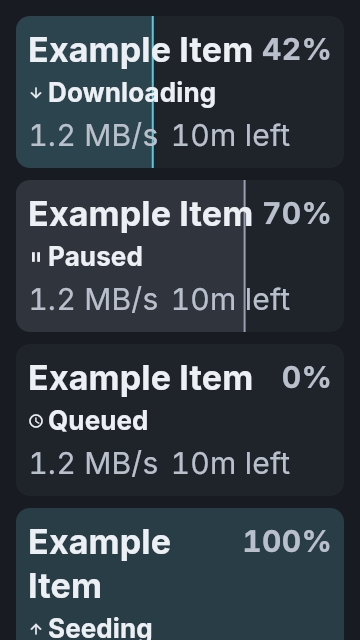 Example Item 42%
Downloading
1.2 MB/s 10m left
Example Item 70%
Paused
1.2 MB/s 10m left
Example Item 0%
Queued
1.2 MB/s 10m left
Example 100%
Item
Seeding